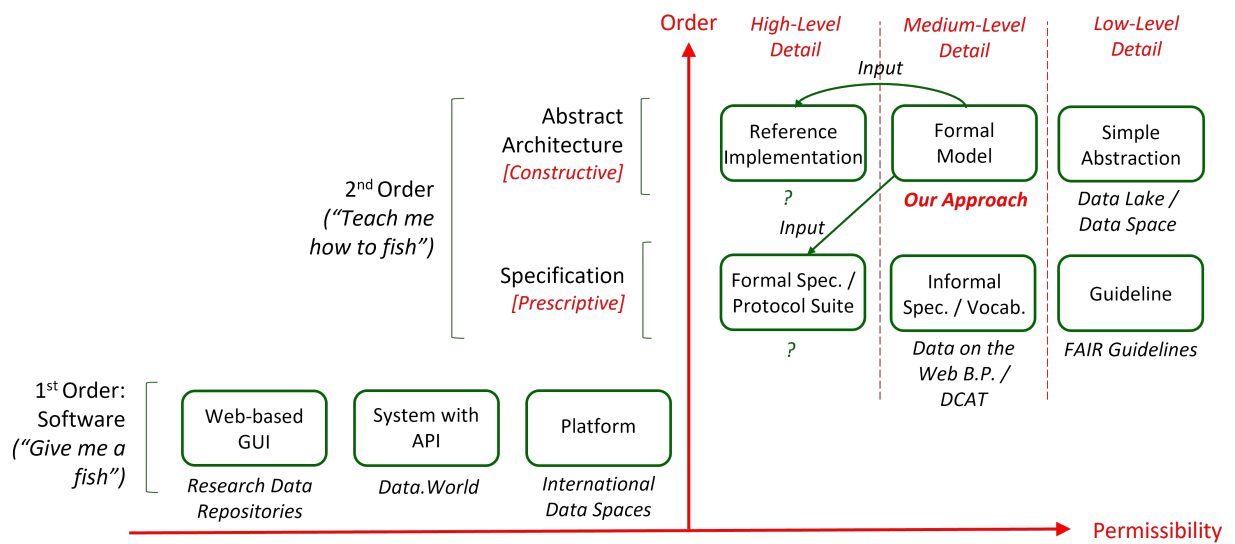 Order
High-Level
Detail
Medium-Level
Detail
Low-Level
Detail
Input
Abstract
Architecture
[Constructive]
Reference
Implementation
Formal
Model
Simple
Abstraction
?
Our Approach
Data Lake /
Data Space
2nd Order
(“Teach me
how to fish”)
Input
Specification
[Prescriptive]
Formal Spec. /
Protocol Suite
Informal
Spec. / Vocab.
Guideline
?
Data on the
Web B.P. /
DCAT
FAIR Guidelines
1st Order:
Software
(“Give me a
fish”)
Web-based
GUI
System with
API
Platform
Research Data
Repositories
Data.World
International
Data Spaces
Permissibility